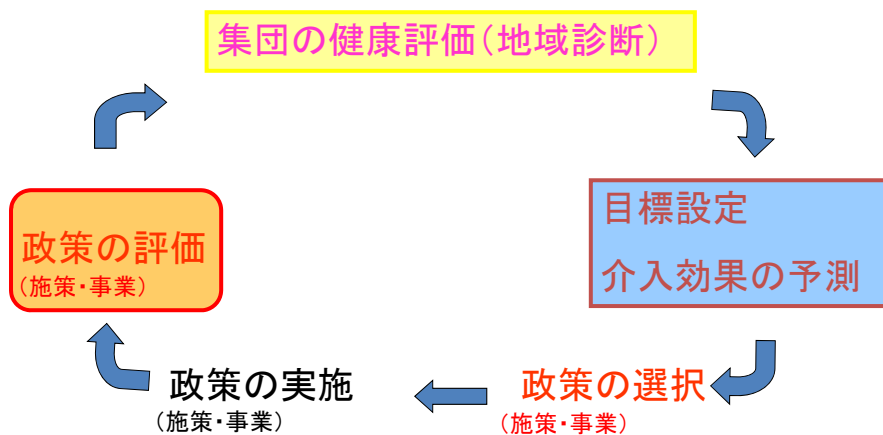 集団の健康評価(地域診断)
目標設定
介入効果の予測
政策の選択
(施策・事業)
政策の実施
(施策・事業)
政策の評価
(施策・事業)